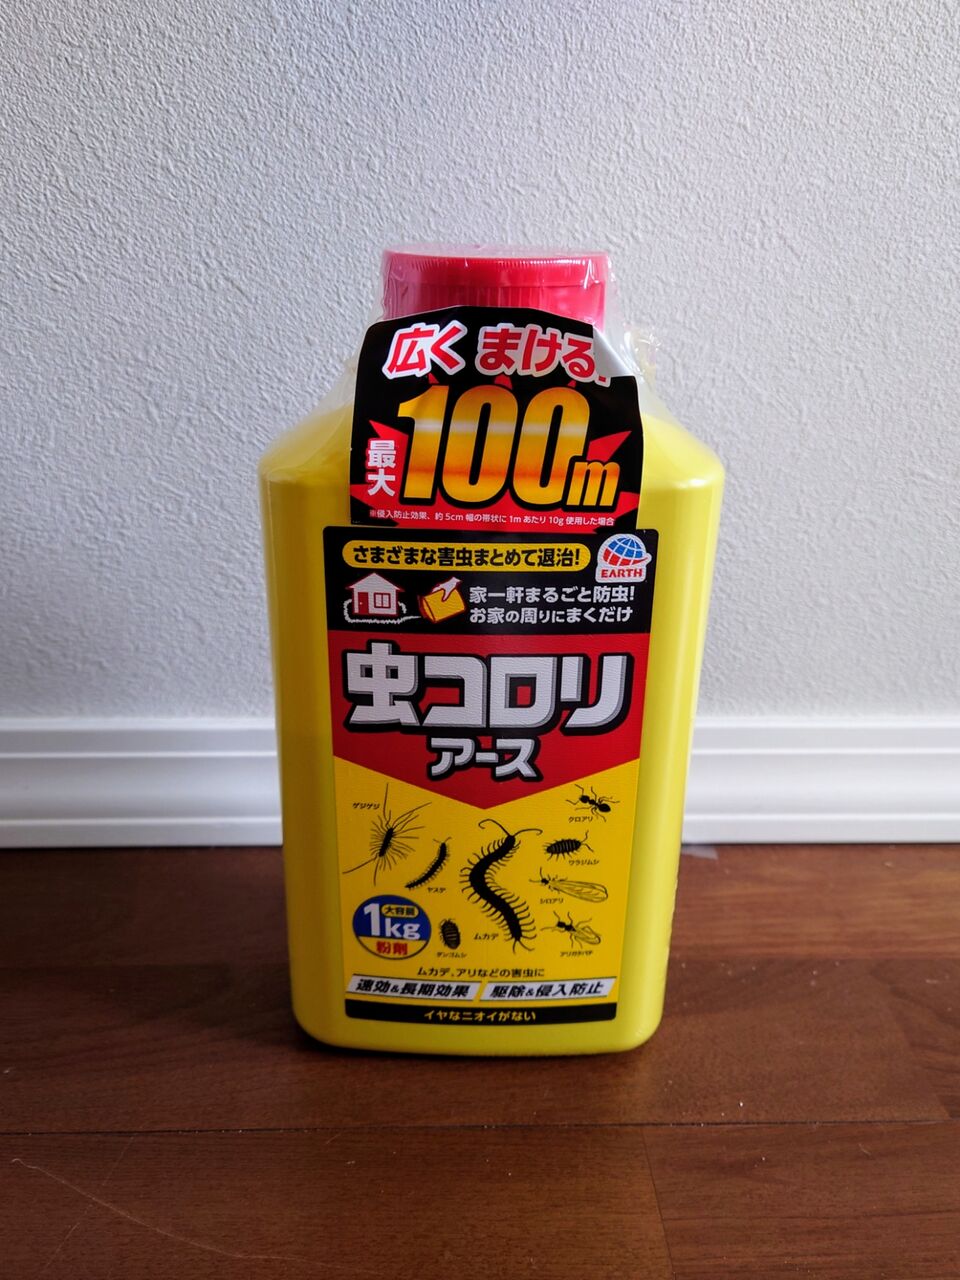 広く まける!
最大 100m
※侵入防止効果、約5cm幅の帯状に1mあたり10g使用した場合
さまざまな害虫まとめて退治!
EARTH
家一軒まるごと防虫!
お家の周りにまくだけ
虫コロリ
アース
ゲジゲジ
クロアリ
ワラジムシ
ヤスデ
シロアリ
大容量
1kg
粉剤
ムカデ
ダンゴムシ
アリガタバチ
ムカデ、アリなどの害虫に
速効&長期効果 駆除&侵入防止
イヤなニオイがない